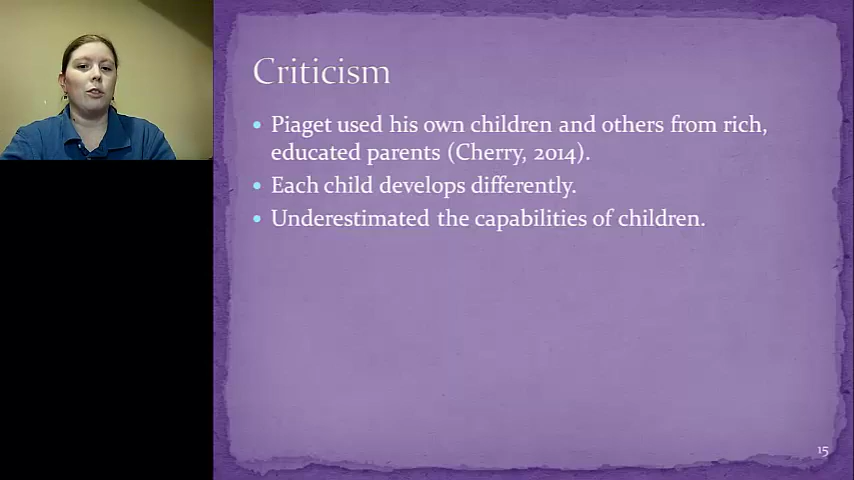 Criticism
• Piaget used his own children and others from rich,
educated parents (Cherry, 2014).
• Each child develops differently.
• Underestimated the capabilities of children.
15